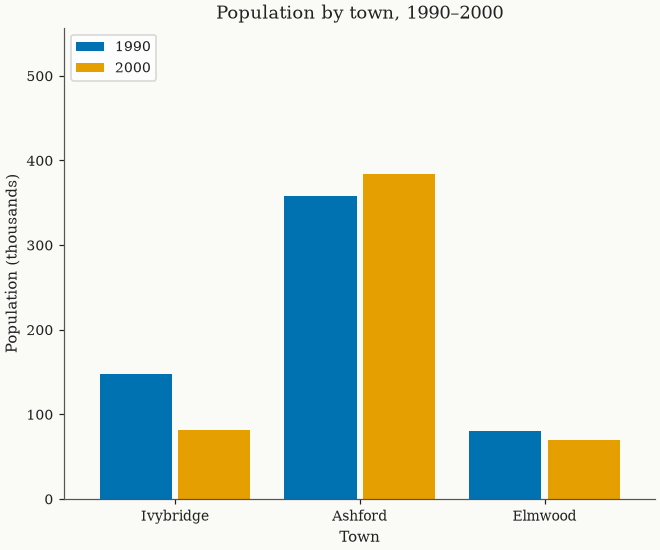 Population by town, 1990–2000
1990
2000
Population (thousands)
500
400
300
200
100
0
Ivybridge
Ashford
Elmwood
Town